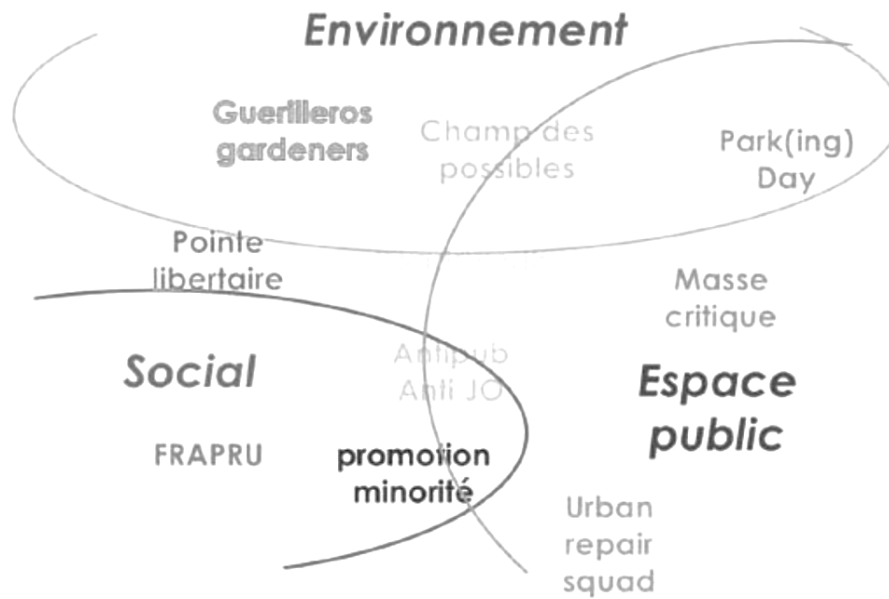 Environnement
Guerilleros
gardeners
Champ des
possibles
Park(ing)
Day
Pointe
libertaire
Masse
critique
Social
Antipub
Anti JO
Espace
public
FRAPRU
promotion
minorité
Urban
repair
squad